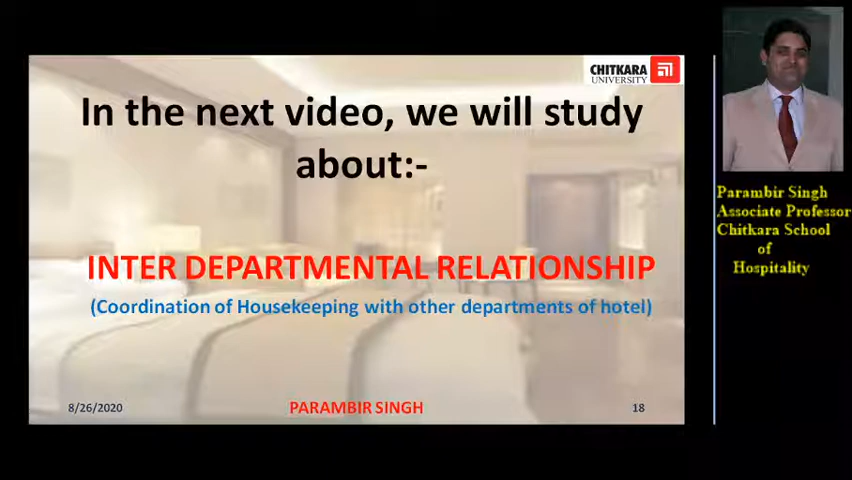 CHITKARA
UNIVERSITY
In the next video, we will study
about:-
INTER DEPARTMENTAL RELATIONSHIP
(Coordination of Housekeeping with other departments of hotel)
8/26/2020
PARAMBIR SINGH
18
Parambir Singh
Associate Professor
Chitkara School
of
Hospitality